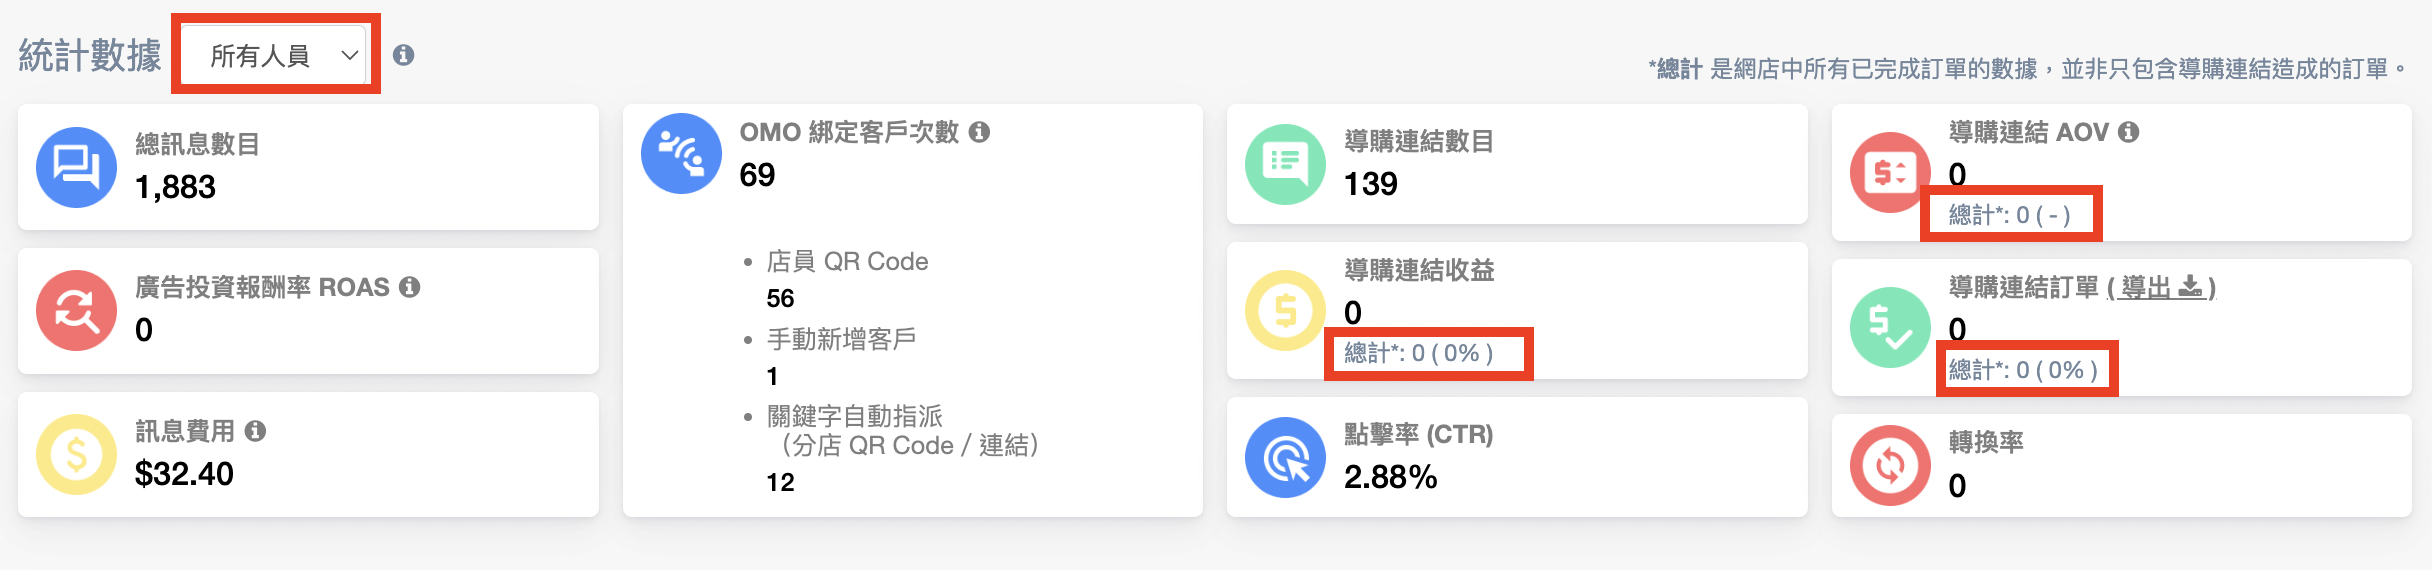 統計數據 所有人員
*總計 是網店中所有已完成訂單的數據，並非只包含導購連結造成的訂單。
總訊息數目
1,883
廣告投資報酬率 ROAS
0
訊息費用
$32.40
OMO 綁定客戶次數
69
• 店員 QR Code
56
• 手動新增客戶
1
• 關鍵字自動指派
（分店 QR Code / 連結）
12
導購連結數目
139
導購連結收益
0
總計*: 0 ( 0% )
點擊率 (CTR)
2.88%
導購連結 AOV
0
總計*: 0 ( - )
導購連結訂單 ( 導出 )
0
總計*: 0 ( 0% )
轉換率
0